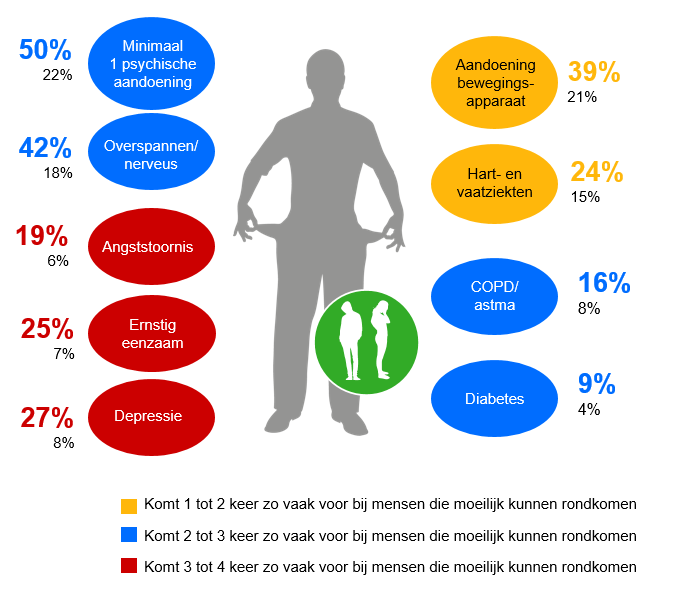 50%
22%
Minimaal
1 psychische
aandoening
42%
18%
Overspannen/
nerveus
19%
6%
Angststoornis
25%
7%
Ernstig
eenzaam
27%
8%
Depressie
Aandoening
bewegings-
apparaat
39%
21%
Hart- en
vaatziekten
24%
15%
COPD/
astma
16%
8%
Diabetes
9%
4%
Komt 1 tot 2 keer zo vaak voor bij mensen die moeilijk kunnen rondkomen
Komt 2 tot 3 keer zo vaak voor bij mensen die moeilijk kunnen rondkomen
Komt 3 tot 4 keer zo vaak voor bij mensen die moeilijk kunnen rondkomen